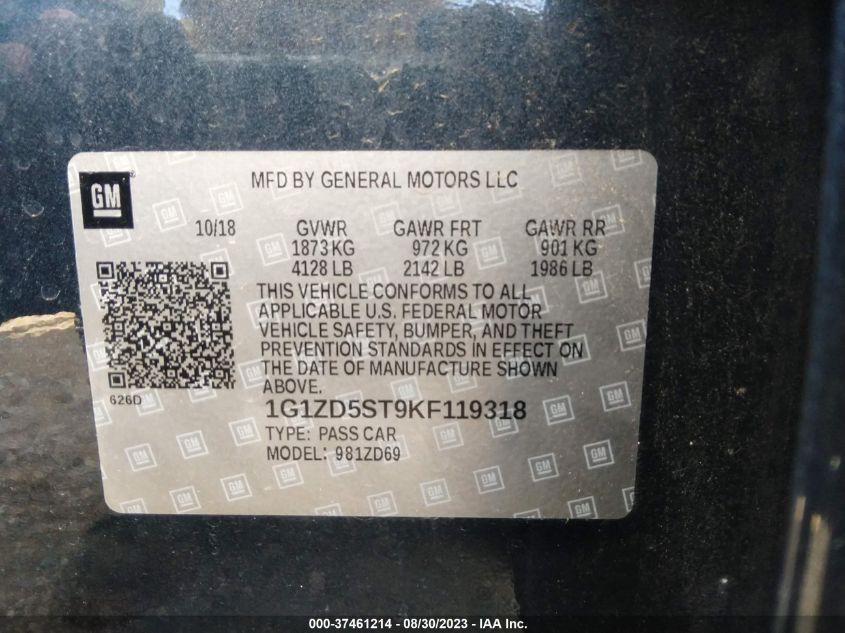 GM
MFD BY GENERAL MOTORS LLC
10/18 GVWR GAWR FRT GAWR RR
1873 KG 972 KG 901 KG
4128 LB 2142 LB 1986 LB
THIS VEHICLE CONFORMS TO ALL
APPLICABLE U.S. FEDERAL MOTOR
VEHICLE SAFETY, BUMPER, AND THEFT
PREVENTION STANDARDS IN EFFECT ON
THE DATE OF MANUFACTURE SHOWN
ABOVE.
626D
1G1ZD5ST9KF119318
TYPE: PASS CAR
MODEL: 981ZD69
000-37461214 - 08/30/2023 - IAA Inc.